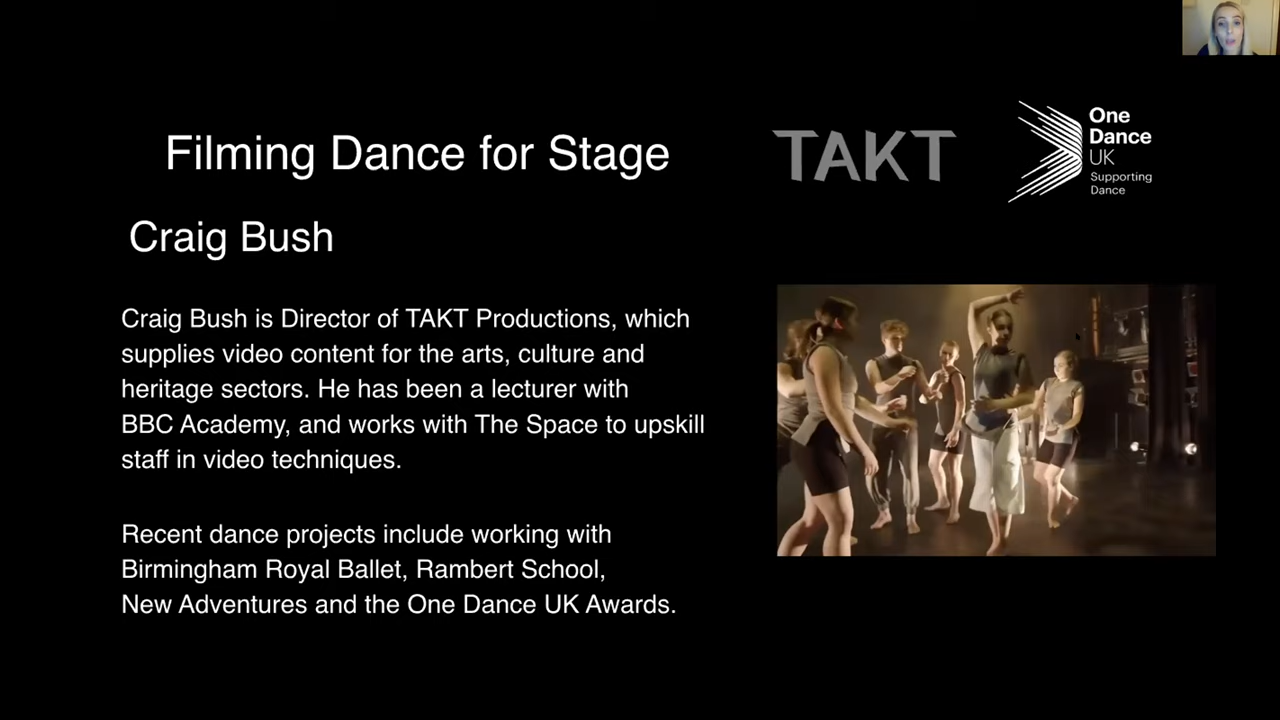 Filming Dance for Stage
TAKT
One
Dance
UK
Supporting
Dance
Craig Bush
Craig Bush is Director of TAKT Productions, which
supplies video content for the arts, culture and
heritage sectors. He has been a lecturer with
BBC Academy, and works with The Space to upskill
staff in video techniques.
Recent dance projects include working with
Birmingham Royal Ballet, Rambert School,
New Adventures and the One Dance UK Awards.